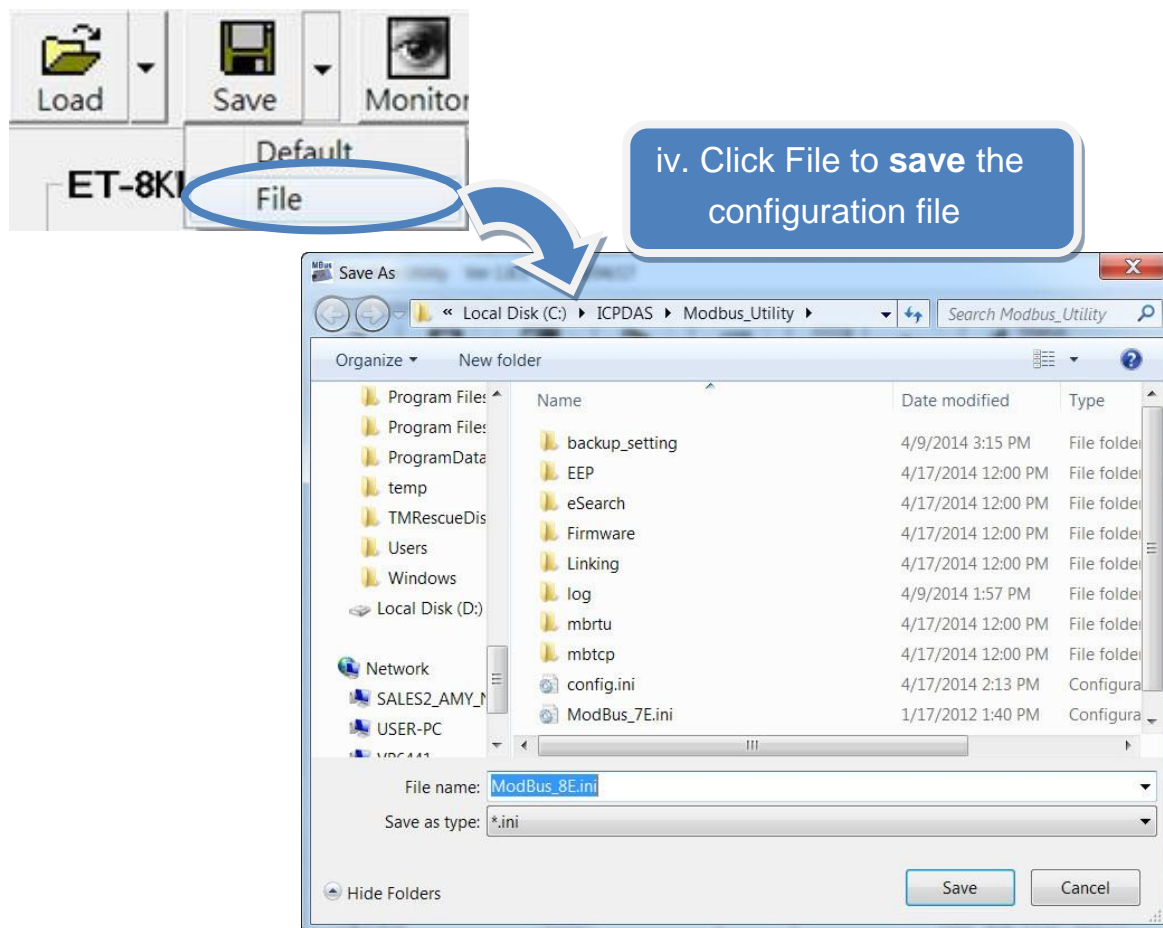 Load Save Monitor
Default
ET-8K
File
iv. Click File to save the
configuration file
MBus Save As
« Local Disk (C:) ICPDAS Modbus_Utility Search Modbus_Utility
Organize New folder
Program Files Name Date modified Type
Program Files
backup_setting 4/9/2014 3:15 PM File folder
ProgramData
EEP 4/17/2014 12:00 PM File folder
temp
eSearch 4/17/2014 12:00 PM File folder
TMRescueDis
Firmware 4/17/2014 12:00 PM File folder
Users
Linking 4/17/2014 12:00 PM File folder
Windows
log 4/9/2014 1:57 PM File folder
Local Disk (D:)
mbrtu 4/17/2014 12:00 PM File folder
mbtcp 4/17/2014 12:00 PM File folder
Network
config.ini 4/17/2014 2:13 PM Configura
SALES2_AMY_N
ModBus_7E.ini 1/17/2012 1:40 PM Configura
USER-PC
File name: ModBus_8E.ini
Save as type: *.ini
Hide Folders Save Cancel